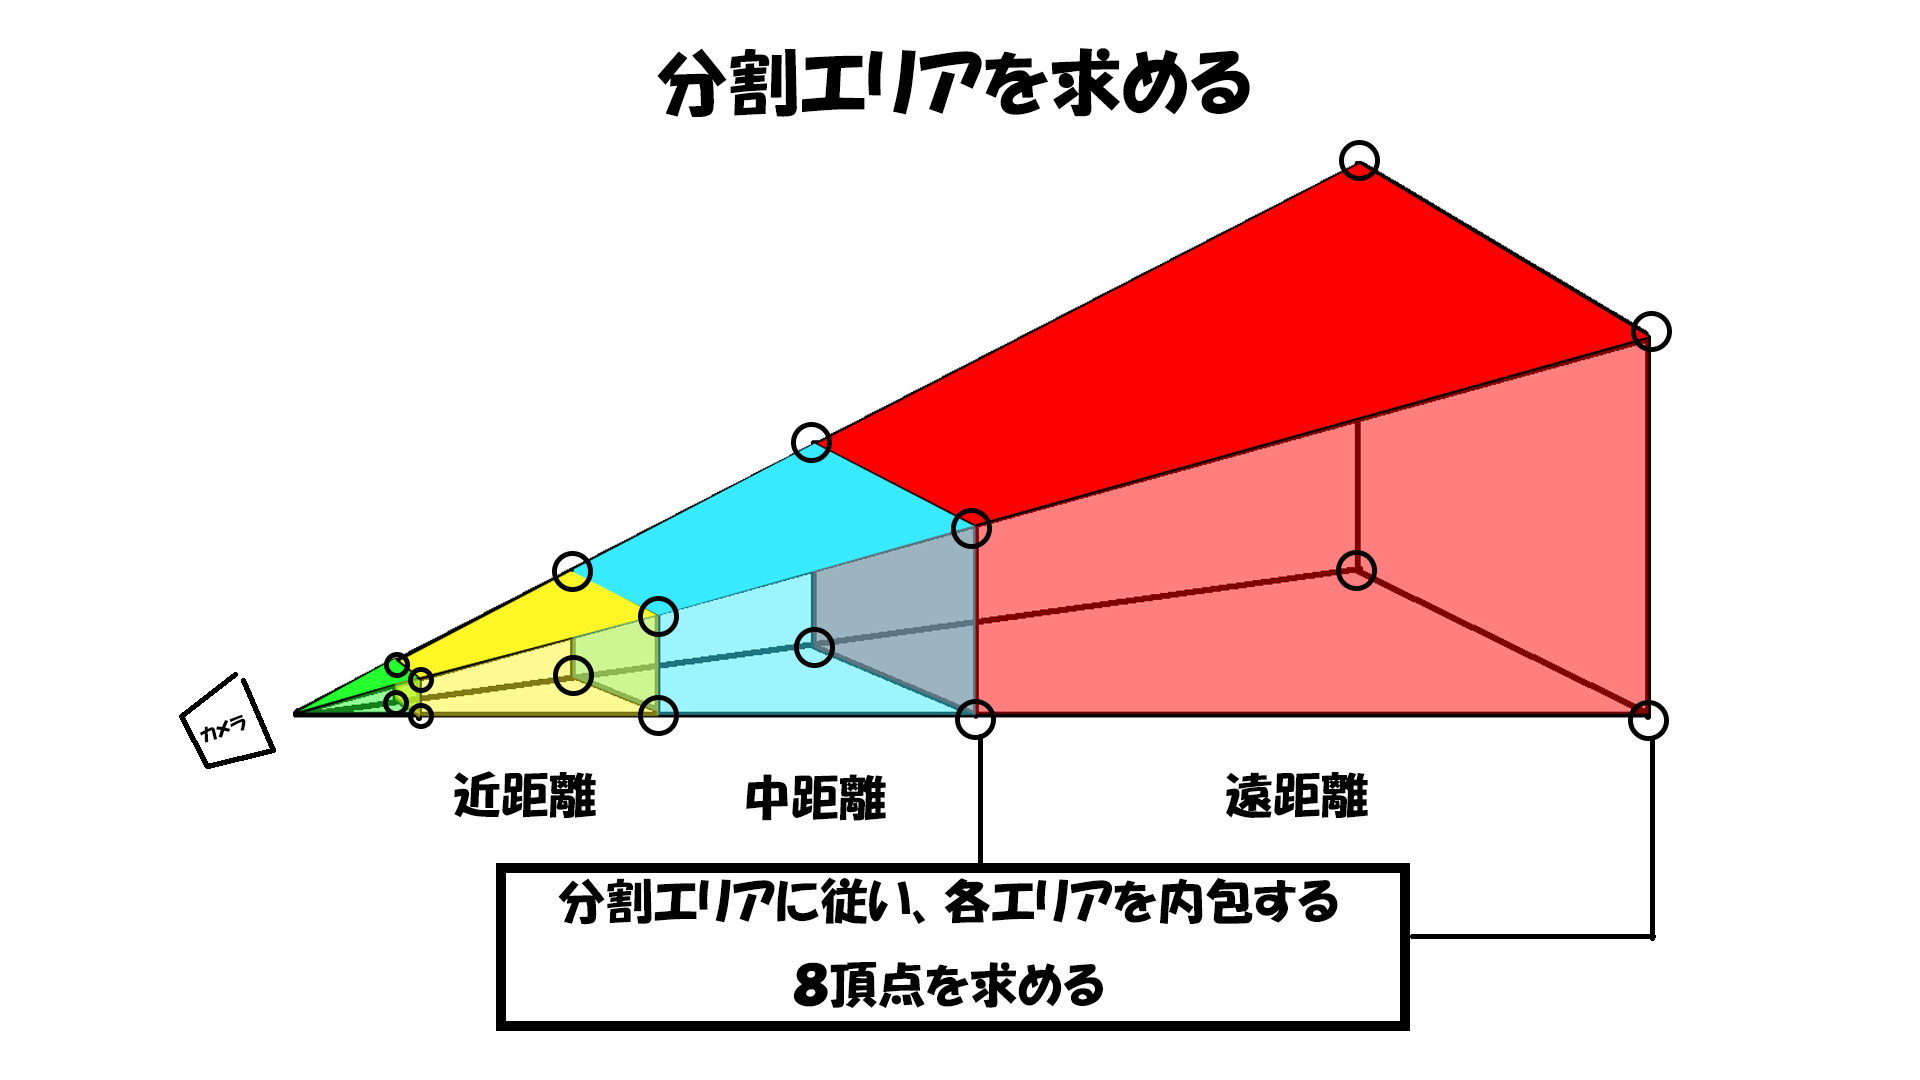 分割エリアを求める
カメラ
近距離
中距離
遠距離
分割エリアに従い、各エリアを内包する
8頂点を求める